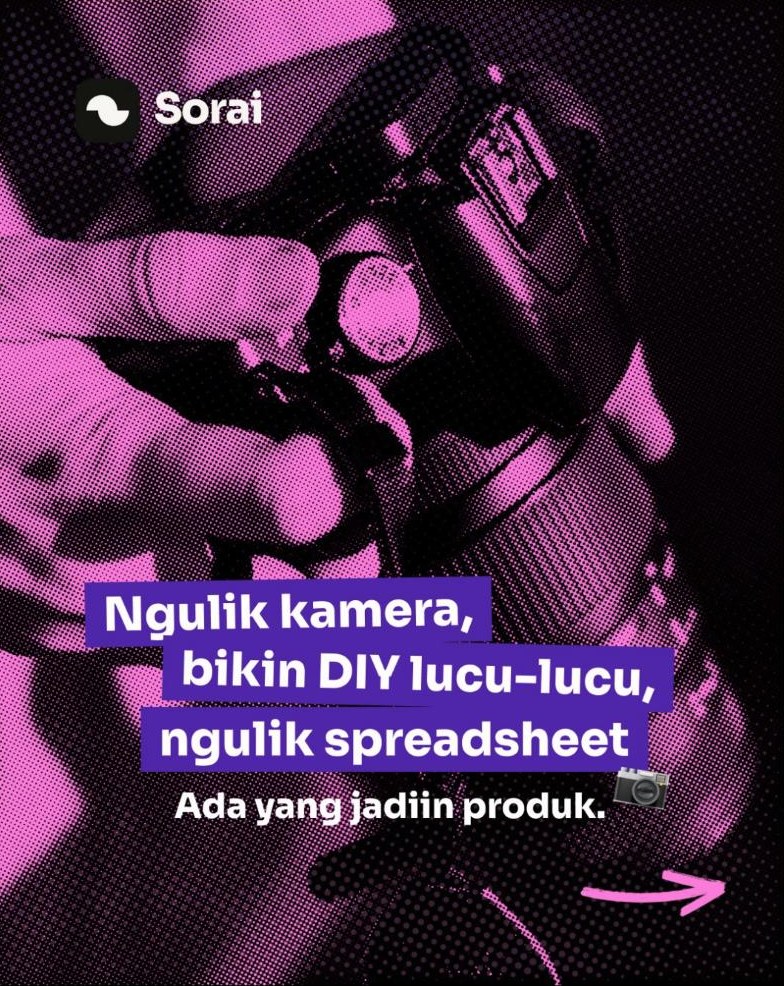 Sorai
Ngulik kamera,
bikin DIY lucu-lucu,
ngulik spreadsheet
Ada yang jadiin produk.